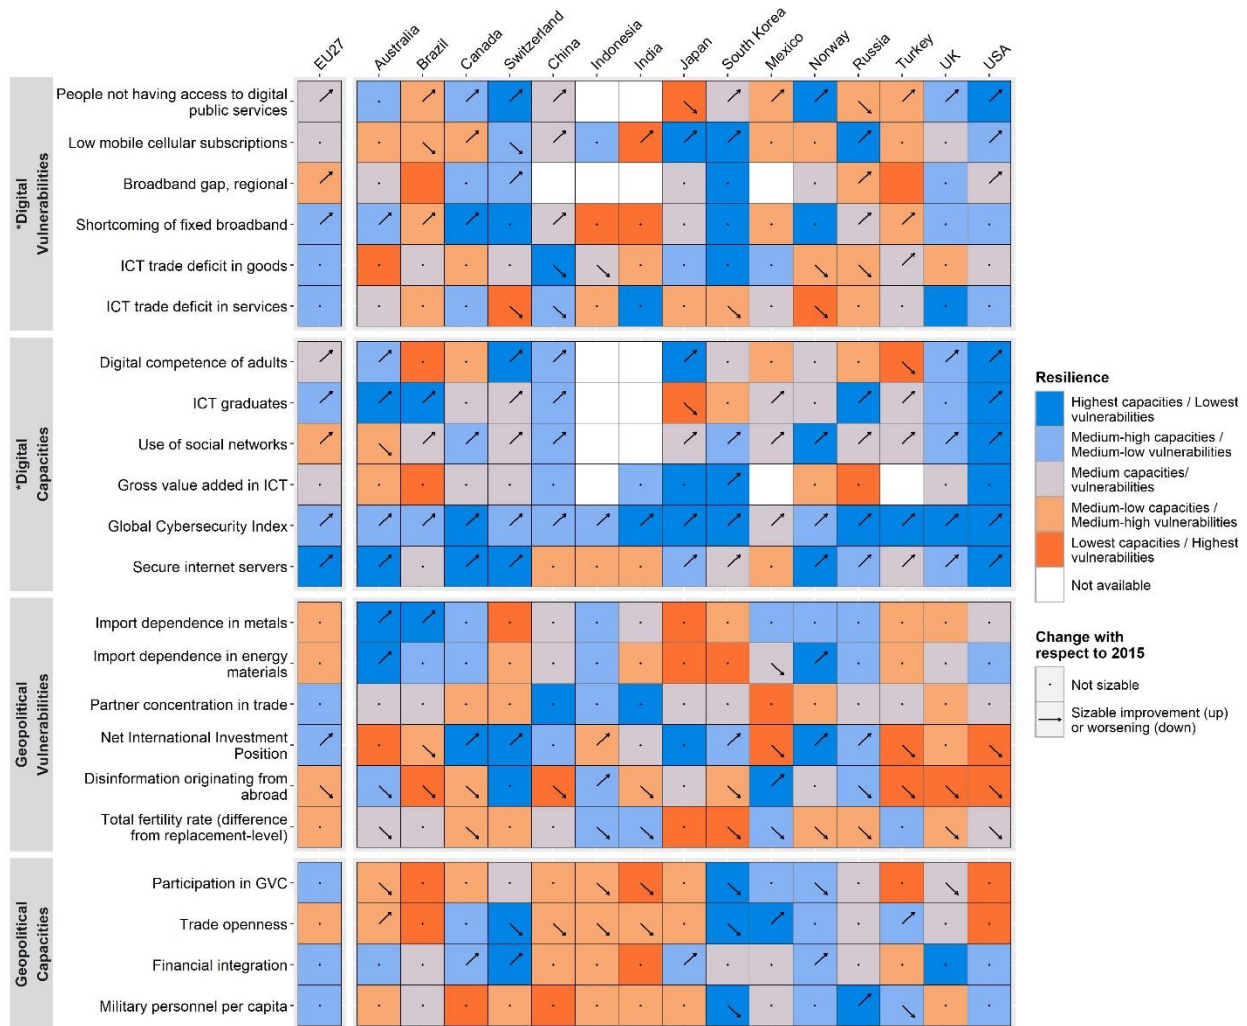 EU27
Australia
Brazil
Canada
Switzerland
China
Indonesia
India
Japan
South Korea
Mexico
Norway
Russia
Turkey
UK
USA
*Digital
Vulnerabilities
People not having access to digital
public services
Low mobile cellular subscriptions
Broadband gap, regional
Shortcoming of fixed broadband
ICT trade deficit in goods
ICT trade deficit in services
*Digital
Capacities
Digital competence of adults
ICT graduates
Use of social networks
Gross value added in ICT
Global Cybersecurity Index
Secure internet servers
Geopolitical
Vulnerabilities
Import dependence in metals
Import dependence in energy
materials
Partner concentration in trade
Net International Investment
Position
Disinformation originating from
abroad
Total fertility rate (difference
from replacement-level)
Geopolitical
Capacities
Participation in GVC
Trade openness
Financial integration
Military personnel per capita
Resilience
Highest capacities / Lowest
vulnerabilities
Medium-high capacities /
Medium-low vulnerabilities
Medium capacities/
vulnerabilities
Medium-low capacities /
Medium-high vulnerabilities
Lowest capacities / Highest
vulnerabilities
Not available
Change with
respect to 2015
Not sizable
Sizable improvement (up)
or worsening (down)